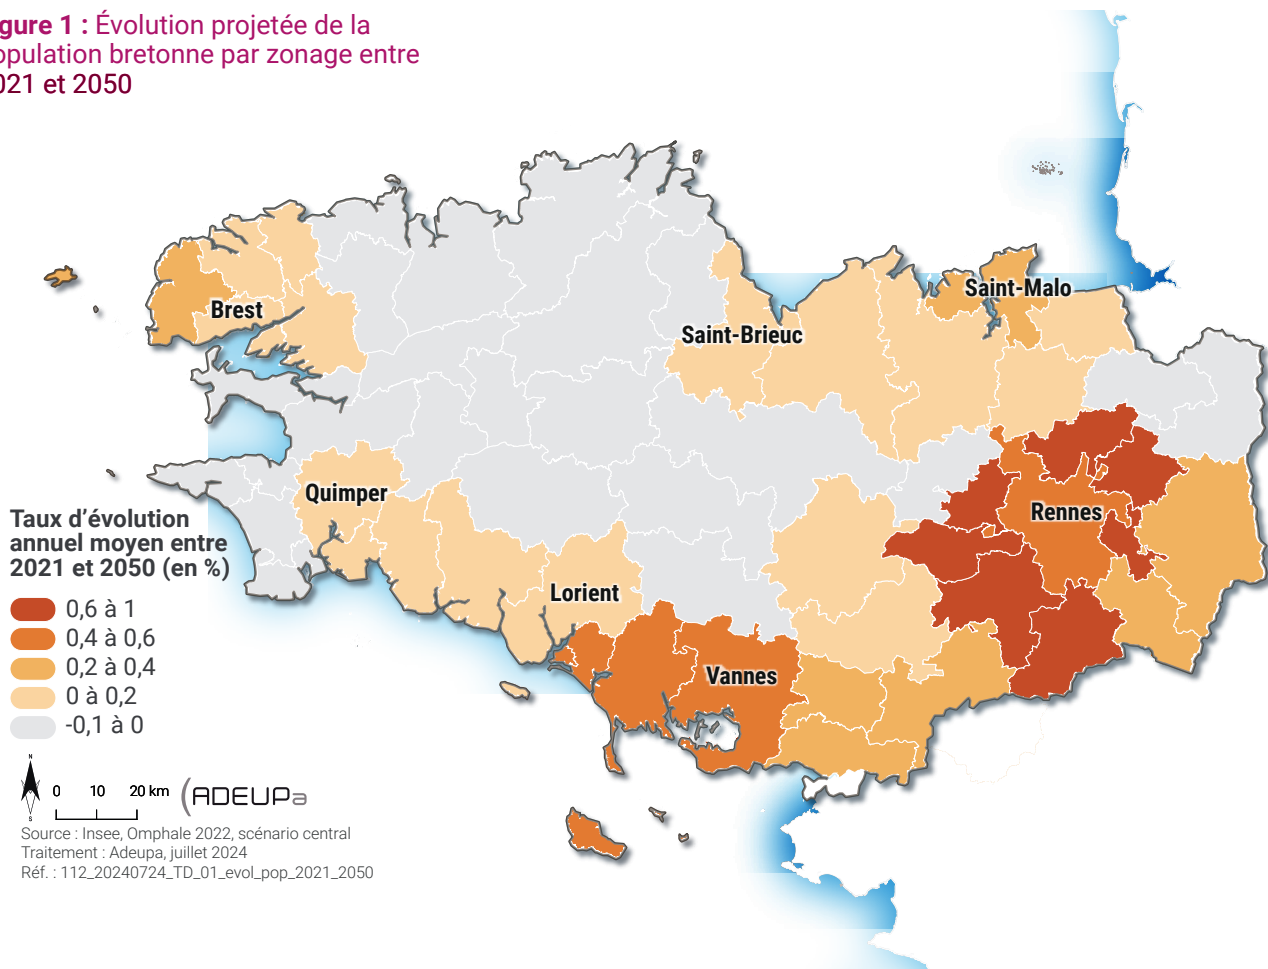 gure 1 : Évolution projetée de la
opulation bretonne par zonage entre
021 et 2050
Saint-Malo
Brest
Saint-Brieuc
Quimper
Rennes
Lorient
Vannes
Taux d'évolution
annuel moyen entre
2021 et 2050 (en %)
0,6 à 1
0,4 à 0,6
0,2 à 0,4
0 à 0,2
-0,1 à 0
N
S
0 10 20 km
ADEUPa
Source : Insee, Omphale 2022, scénario central
Traitement : Adeupa, juillet 2024
Réf. : 112_20240724_TD_01_evol_pop_2021_2050